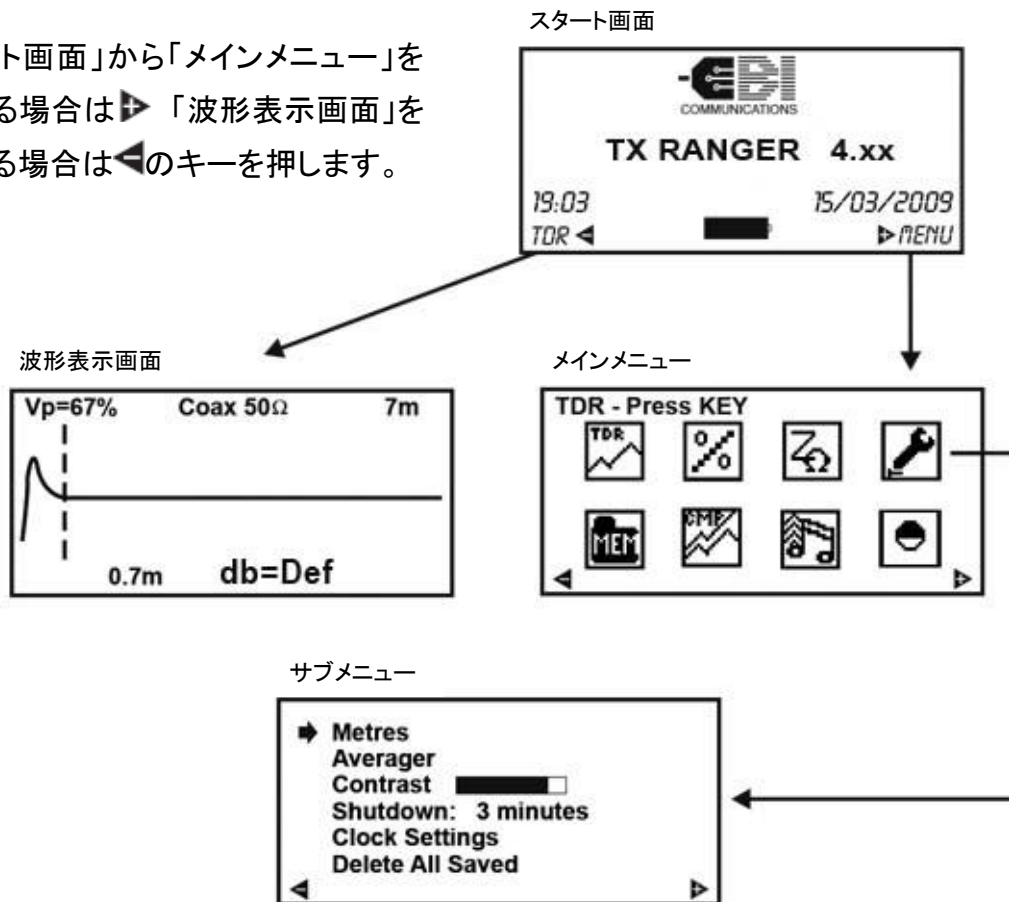 スタート画面
ト画面」から「メインメニュー」を
る場合は 「波形表示画面」を
る場合は のキーを押します。
EDI
COMMUNICATIONS
TX RANGER 4.xx
19:03 15/03/2009
TDR MENU
波形表示画面
Vp=67% Coax 50Ω 7m
0.7m db=Def
メインメニュー
TDR - Press KEY
TDR % ZΩ
MEM CMP
サブメニュー
Metres
Averager
Contrast
Shutdown: 3 minutes
Clock Settings
Delete All Saved